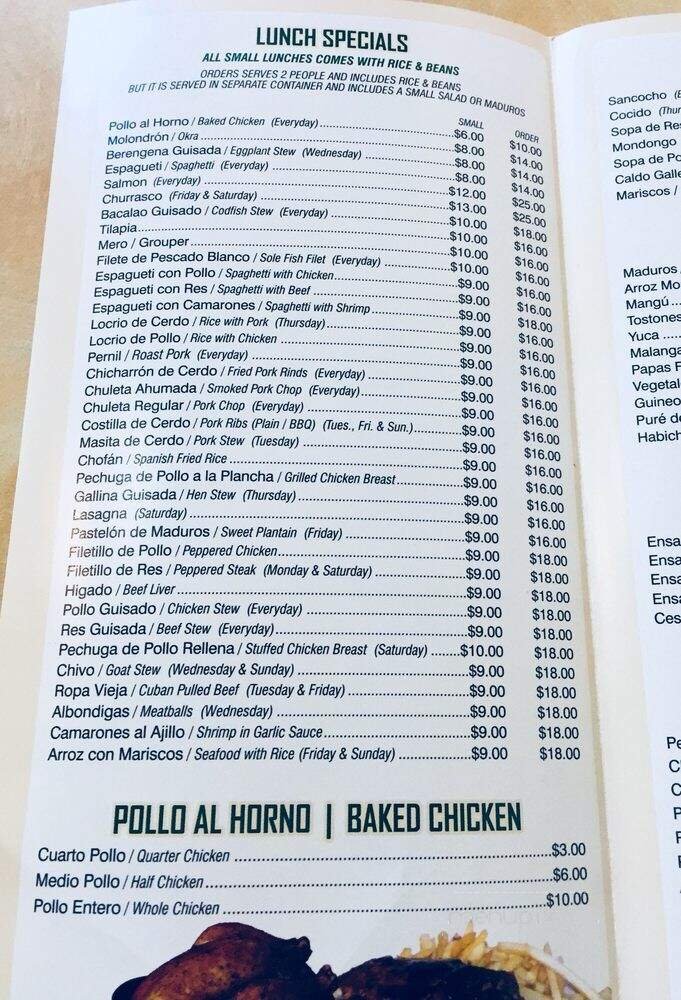 LUNCH SPECIALS
ALL SMALL LUNCHES COMES WITH RICE & BEANS
ORDERS SERVES 2 PEOPLE AND INCLUDES RICE & BEANS
BUT IT IS SERVED IN SEPARATE CONTAINER AND INCLUDES A SMALL SALAD OR MADUROS
SMALL ORDER
Pollo al Horno / Baked Chicken (Everyday) $6.00 $10.00
Molondrón / Okra $8.00 $14.00
Berengena Guisada / Eggplant Stew (Wednesday) $8.00 $14.00
Espagueti / Spaghetti (Everyday) $8.00 $14.00
Salmon (Everyday) $12.00 $25.00
Churrasco (Friday & Saturday) $13.00 $25.00
Bacalao Guisado / Codfish Stew (Everyday) $10.00 $18.00
Tilapia $10.00 $16.00
Mero / Grouper $10.00 $16.00
Filete de Pescado Blanco / Sole Fish Filet (Everyday) $10.00 $16.00
Espagueti con Pollo / Spaghetti with Chicken $9.00 $16.00
Espagueti con Res / Spaghetti with Beef $9.00 $16.00
Espagueti con Camarones / Spaghetti with Shrimp $9.00 $18.00
Locrio de Cerdo / Rice with Pork (Thursday) $9.00 $16.00
Locrio de Pollo / Rice with Chicken $9.00 $16.00
Pernil / Roast Pork (Everyday) $9.00 $16.00
Chicharrón de Cerdo / Fried Pork Rinds (Everyday) $9.00 $16.00
Chuleta Ahumada / Smoked Pork Chop (Everyday) $9.00 $16.00
Chuleta Regular / Pork Chop (Everyday) $9.00 $16.00
Costilla de Cerdo / Pork Ribs (Plain / BBQ) (Tues., Fri. & Sun.) $9.00 $16.00
Masita de Cerdo / Pork Stew (Tuesday) $9.00 $16.00
Chofán / Spanish Fried Rice $9.00 $16.00
Pechuga de Pollo a la Plancha / Grilled Chicken Breast $9.00 $16.00
Gallina Guisada / Hen Stew (Thursday) $9.00 $16.00
Lasagna (Saturday) $9.00 $16.00
Pastelón de Maduros / Sweet Plantain (Friday) $9.00 $16.00
Filetillo de Pollo / Peppered Chicken $9.00 $18.00
Filetillo de Res / Peppered Steak (Monday & Saturday) $9.00 $18.00
Higado / Beef Liver $9.00 $18.00
Pollo Guisado / Chicken Stew (Everyday) $9.00 $18.00
Res Guisada / Beef Stew (Everyday) $9.00 $18.00
Pechuga de Pollo Rellena / Stuffed Chicken Breast (Saturday) $10.00 $18.00
Chivo / Goat Stew (Wednesday & Sunday) $9.00 $18.00
Ropa Vieja / Cuban Pulled Beef (Tuesday & Friday) $9.00 $18.00
Albondigas / Meatballs (Wednesday) $9.00 $18.00
Camarones al Ajillo / Shrimp in Garlic Sauce $9.00 $18.00
Arroz con Mariscos / Seafood with Rice (Friday & Sunday) $9.00 $18.00
POLLO AL HORNO | BAKED CHICKEN
Cuarto Pollo / Quarter Chicken $3.00
Medio Pollo / Half Chicken $6.00
Pollo Entero / Whole Chicken $10.00
Sancocho
Cocido (Thur
Sopa de Re
Mondongo
Sopa de Po
Caldo Galle
Mariscos /
Maduros
Arroz Mo
Mangú
Tostones
Yuca
Malanga
Papas F
Vegetal
Guineo
Puré de
Habich
Ensa
Ensa
Ensa
Ensa
Ces